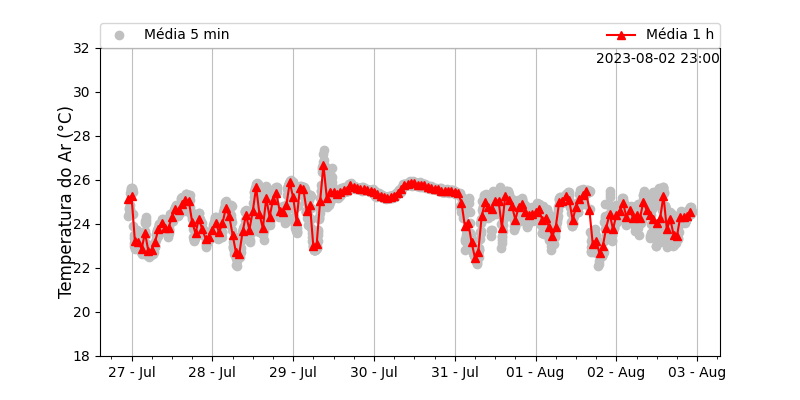 Média 5 min
Média 1 h
2023-08-02 23:00
Temperatura do Ar (°C)
32
30
28
26
24
22
20
18
27 - Jul
28 - Jul
29 - Jul
30 - Jul
31 - Jul
01 - Aug
02 - Aug
03 - Aug